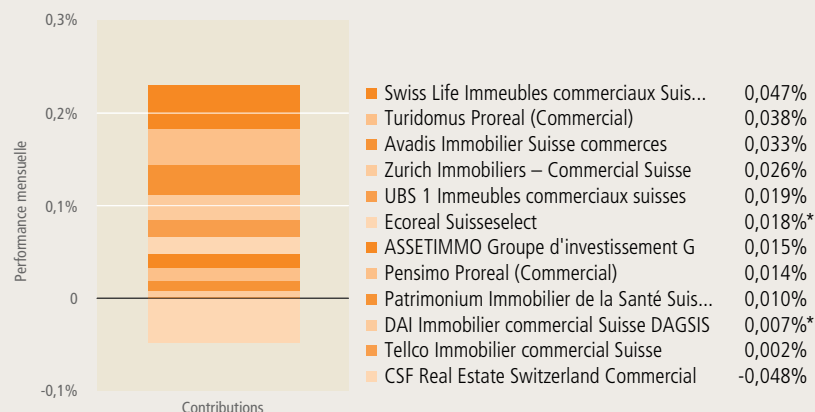 0,3%
0,2%
0,1%
0
-0,1%
Performance mensuelle
Contributions
Swiss Life Immeubles commerciaux Suis... 0,047%
Turidomus Proreal (Commercial) 0,038%
Avadis Immobilier Suisse commerces 0,033%
Zurich Immobiliers – Commercial Suisse 0,026%
UBS 1 Immeubles commerciaux suisses 0,019%
Ecoreal Suisseselect 0,018%*
ASSETIMMO Groupe d'investissement G 0,015%
Pensimo Proreal (Commercial) 0,014%
Patrimonium Immobilier de la Santé Suis... 0,010%
DAI Immobilier commercial Suisse DAGSIS 0,007%*
Tellco Immobilier commercial Suisse 0,002%
CSF Real Estate Switzerland Commercial -0,048%